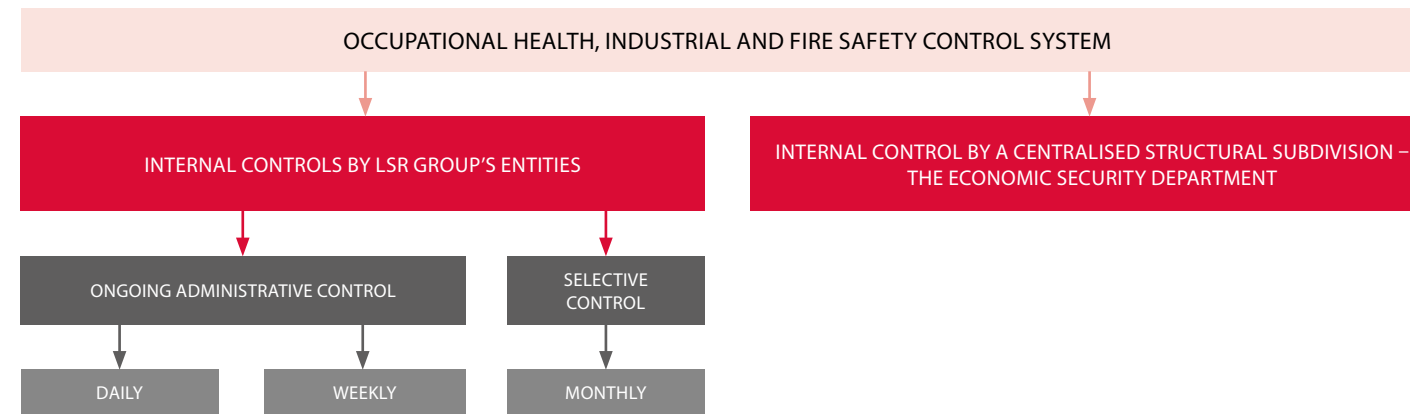 OCCUPATIONAL HEALTH, INDUSTRIAL AND FIRE SAFETY CONTROL SYSTEM
INTERNAL CONTROLS BY LSR GROUP'S ENTITIES
INTERNAL CONTROL BY A CENTRALISED STRUCTURAL SUBDIVISION –
THE ECONOMIC SECURITY DEPARTMENT
ONGOING ADMINISTRATIVE CONTROL
SELECTIVE
CONTROL
DAILY
WEEKLY
MONTHLY